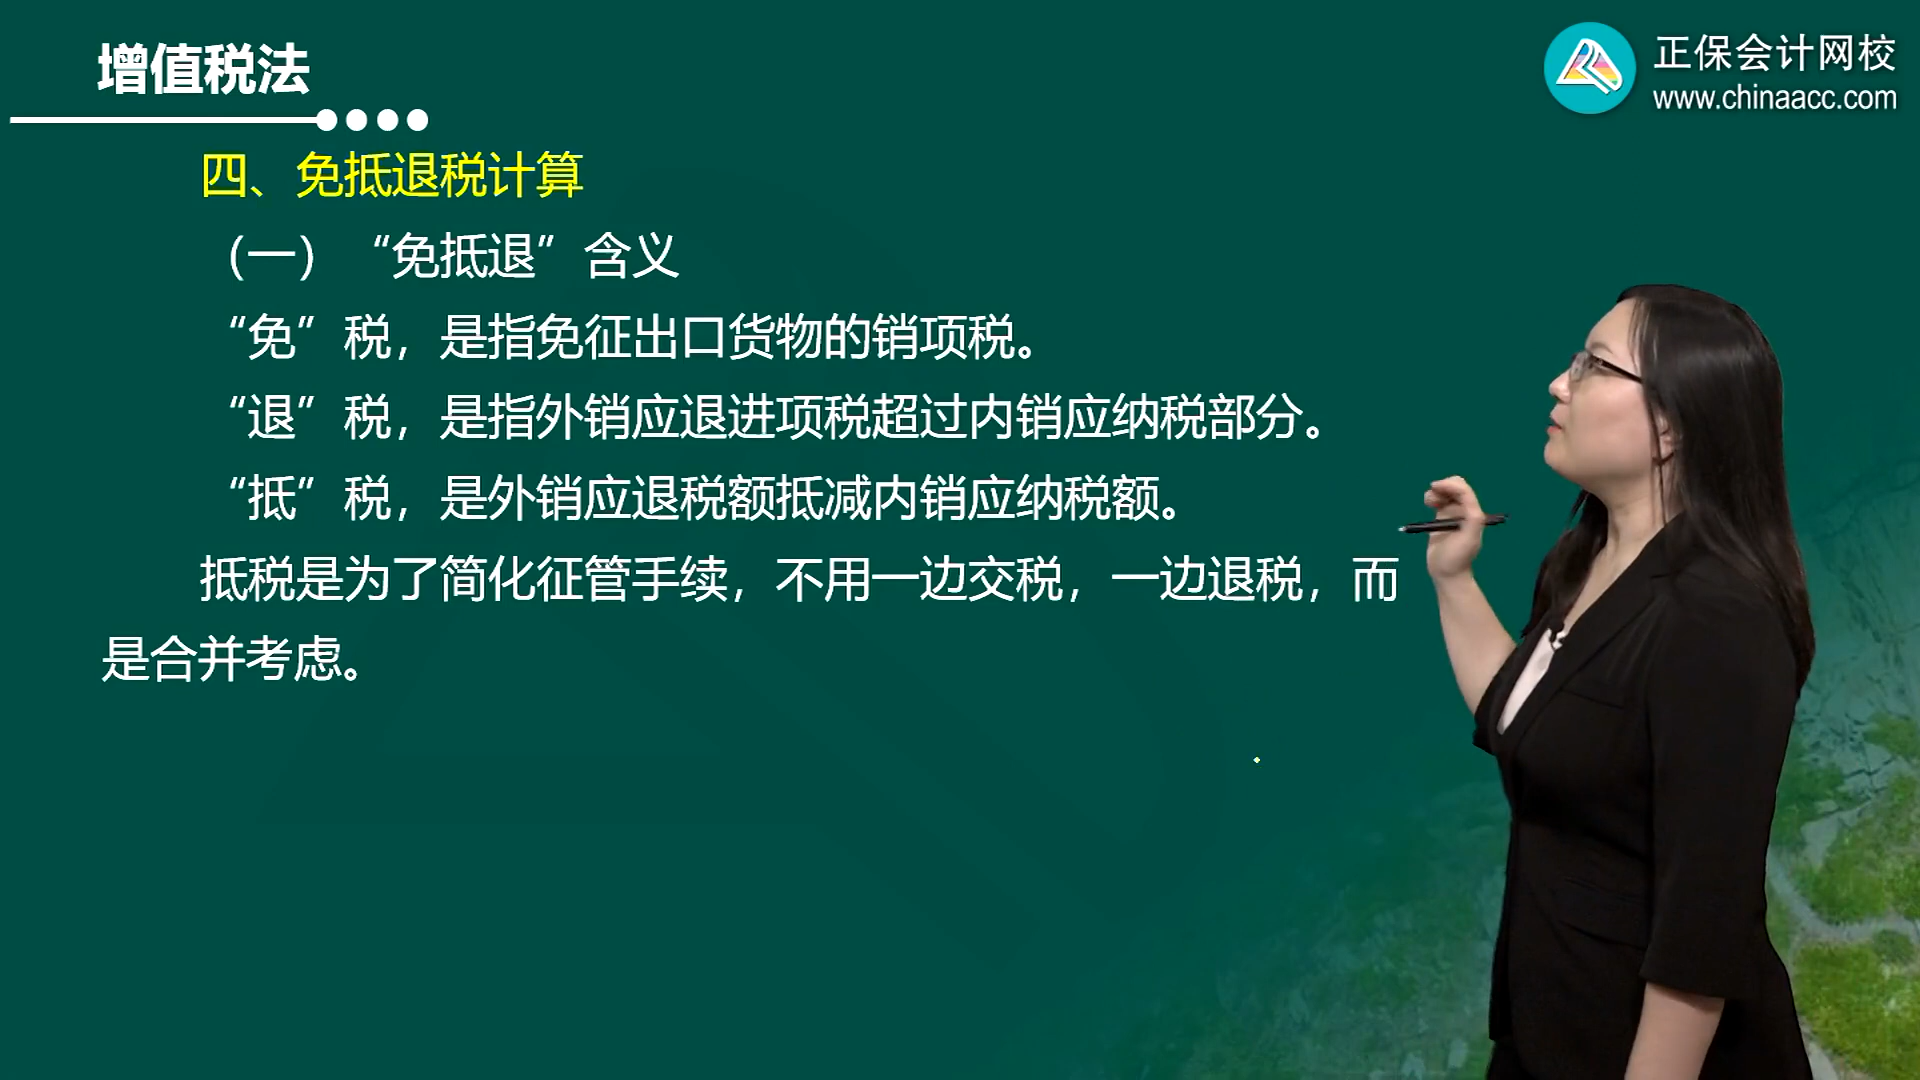 增值税法
正保会计网校
www.chinaacc.com
四、免抵退税计算
（一）“免抵退”含义
“免”税，是指免征出口货物的销项税。
“退”税，是指外销应退进项税超过内销应纳税部分。
“抵”税，是外销应退税额抵减内销应纳税额。
抵税是为了简化征管手续，不用一边交税，一边退税，而
是合并考虑。